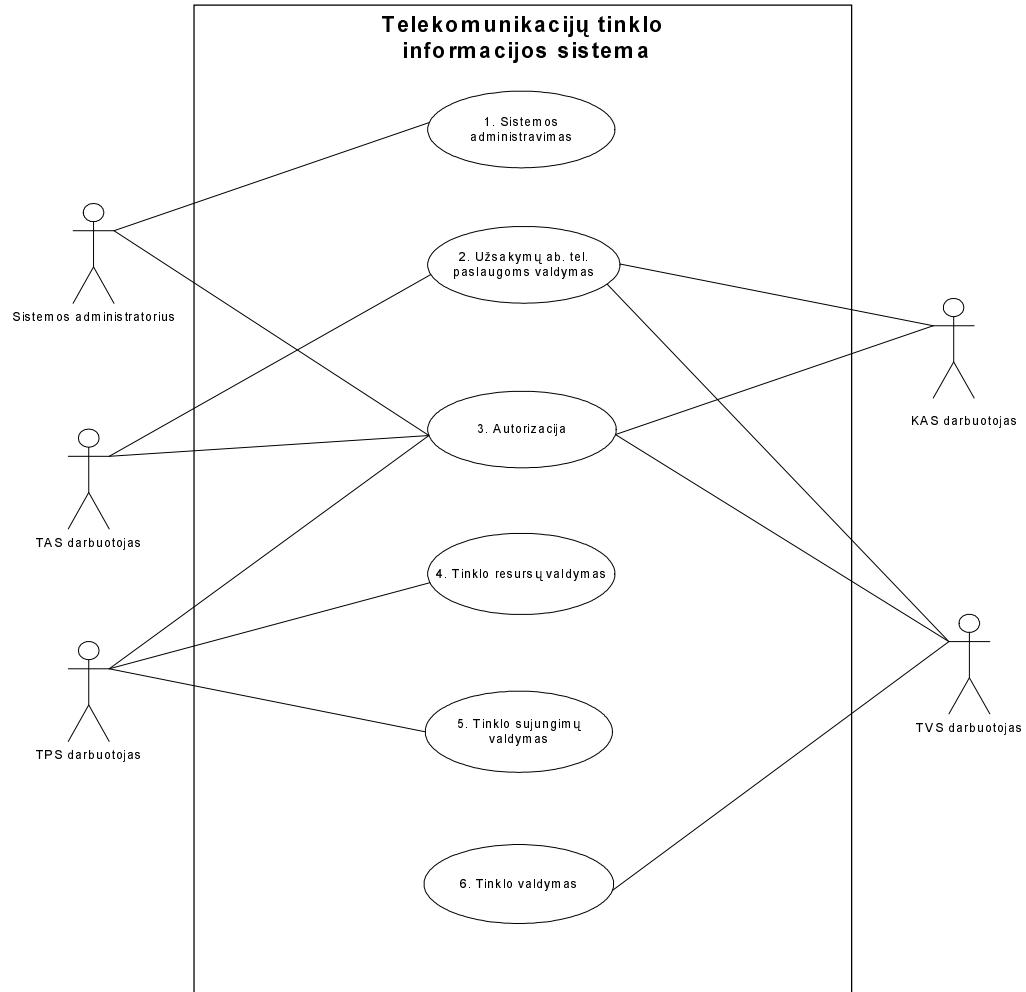 Telekomunikacijų tinklo
informacijos sistema
1. Sistemos
administravimas
Sistemos administratorius
2. Užsakymų ab. tel.
paslaugoms valdymas
KAS darbuotojas
3. Autorizacija
TAS darbuotojas
4. Tinklo resursų valdymas
TPS darbuotojas
5. Tinklo sujungimų
valdymas
TVS darbuotojas
6. Tinklo valdymas